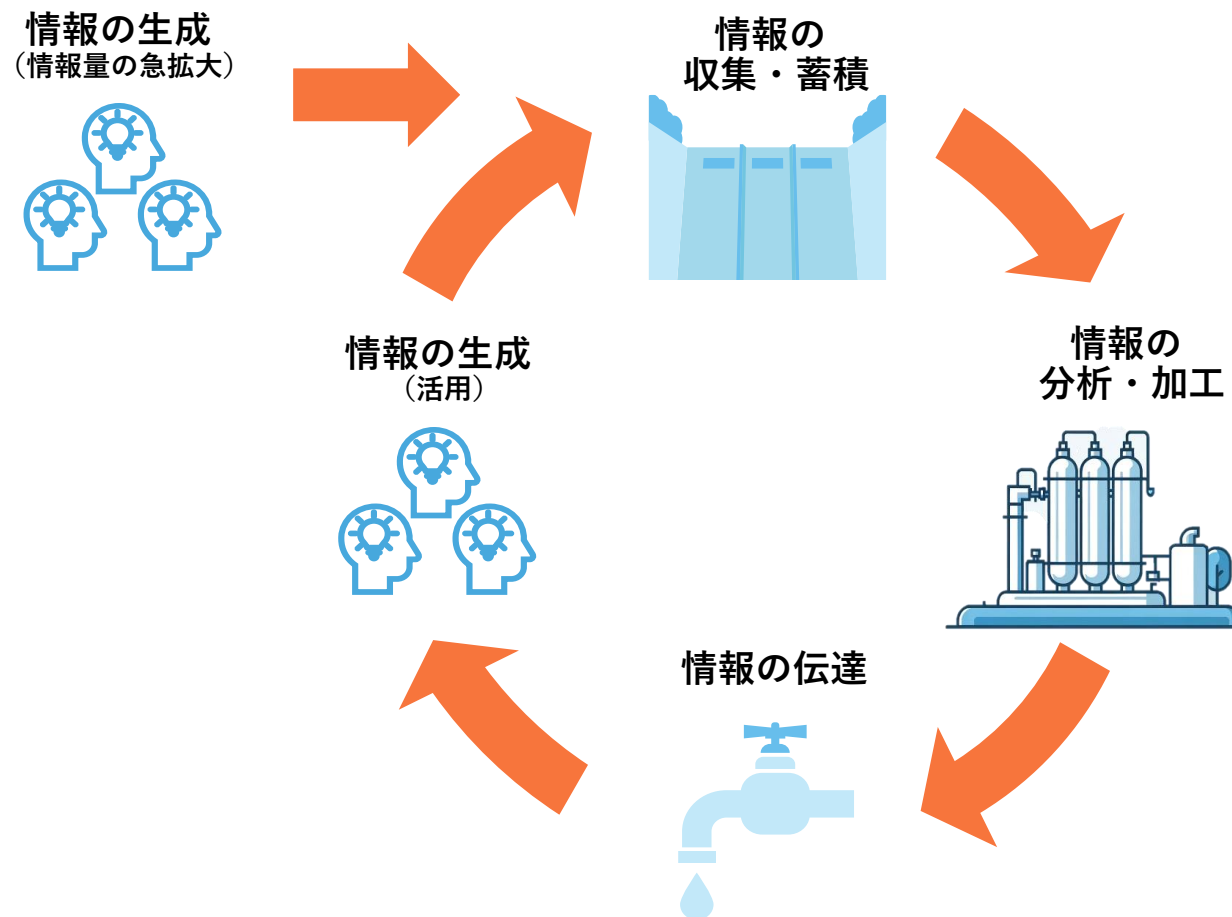 情報の生成
（情報量の急拡大）
情報の
収集・蓄積
情報の
分析・加工
情報の伝達
情報の生成
（活用）